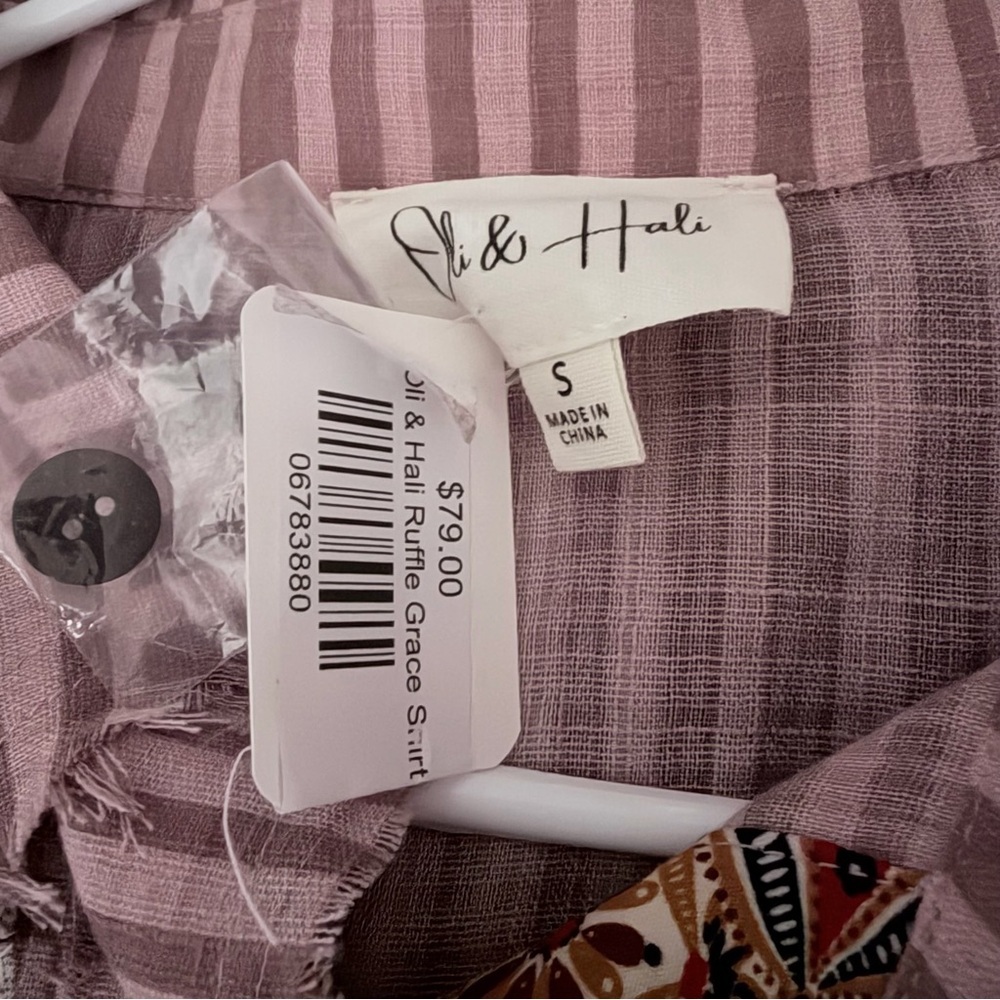 Oli & Hali
S
MADE IN
CHINA
$79.00
Oli & Hali Ruffle Grace Shirt
06783880